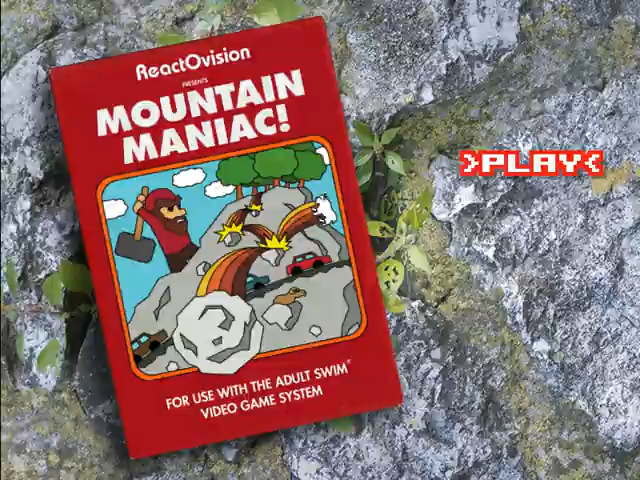 ReactOvision
PRESENTS
MOUNTAIN
MANIAC!
FOR USE WITH THE ADULT SWIM®
VIDEO GAME SYSTEM
>PLAY<